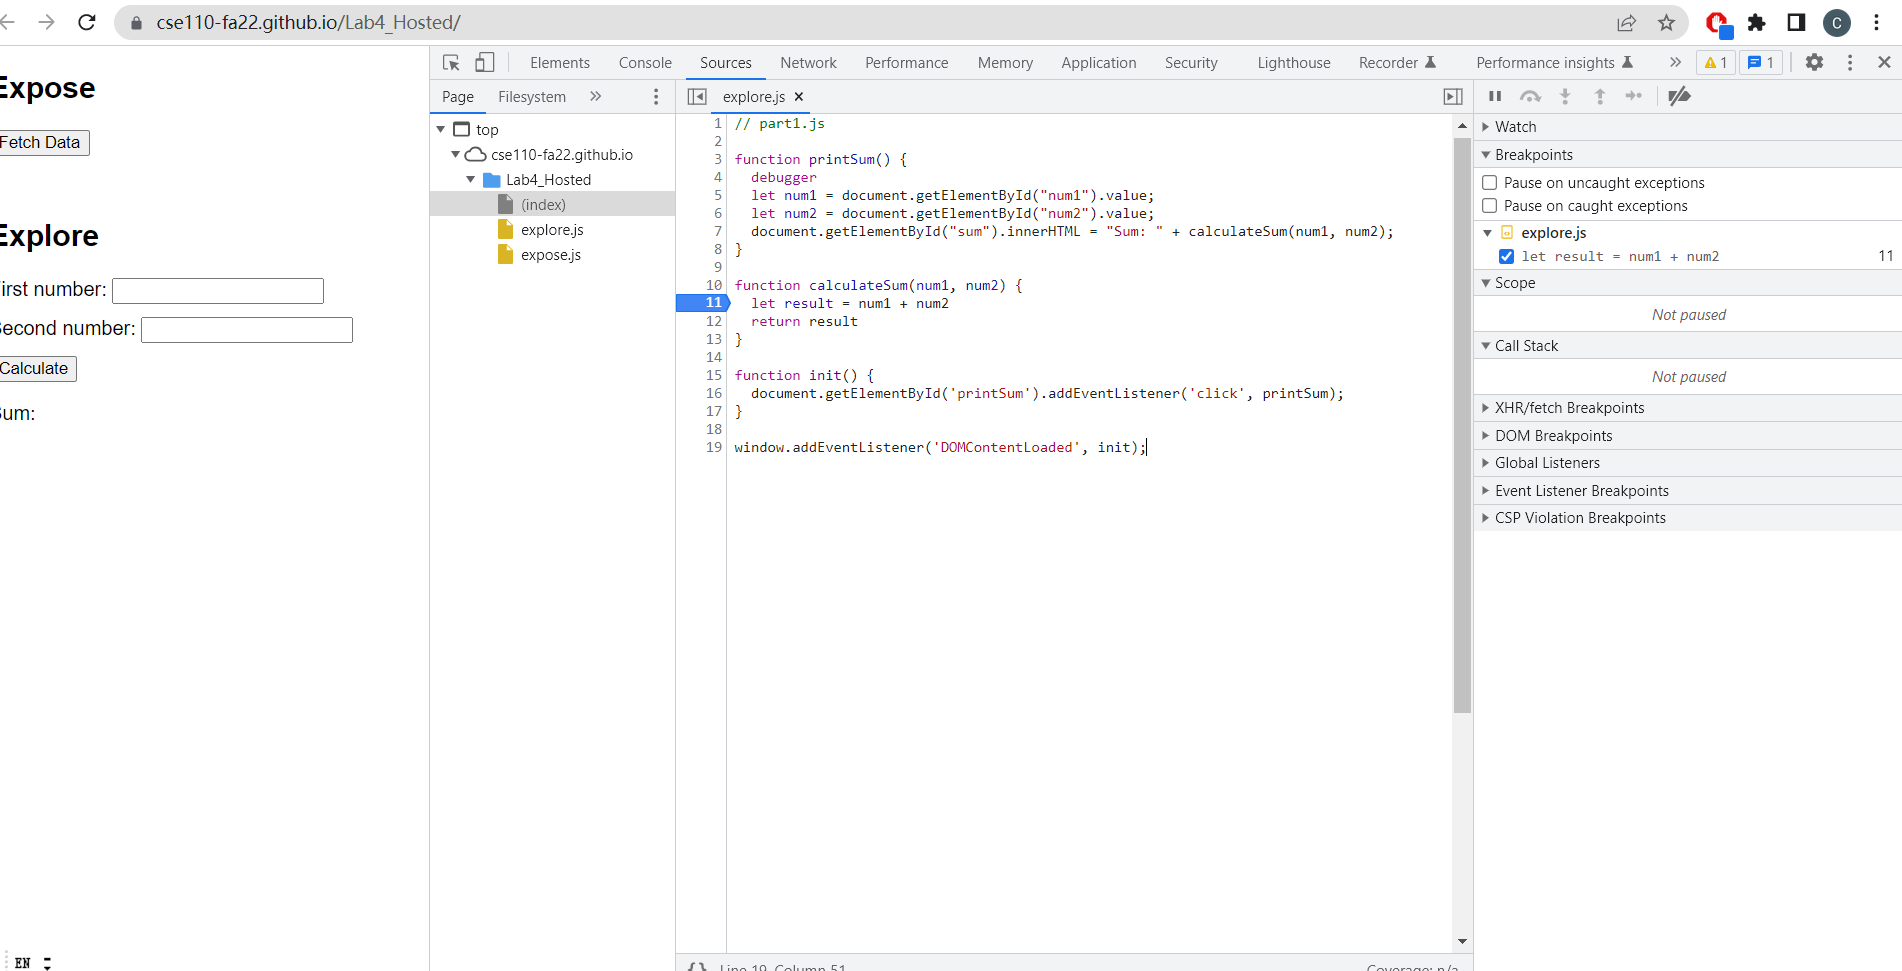 cse110-fa22.github.io/Lab4_Hosted/
C
Expose
Fetch Data
Explore
First number:
Second number:
Calculate
Sum:
EN
Elements Console Sources Network Performance Memory Application Security Lighthouse Recorder Performance insights » 1 1
Page Filesystem »
top
cse110-fa22.github.io
Lab4_Hosted
(index)
explore.js
expose.js
explore.js ×
1 // part1.js
2
3 function printSum() {
4 debugger
5 let num1 = document.getElementById("num1").value;
6 let num2 = document.getElementById("num2").value;
7 document.getElementById("sum").innerHTML = "Sum: " + calculateSum(num1, num2);
8 }
9
10 function calculateSum(num1, num2) {
11 let result = num1 + num2
12 return result
13 }
14
15 function init() {
16 document.getElementById('printSum').addEventListener('click', printSum);
17 }
18
19 window.addEventListener('DOMContentLoaded', init);
{} Line 19, Column 51
Coverage: n/a
Watch
Breakpoints
Pause on uncaught exceptions
Pause on caught exceptions
explore.js
let result = num1 + num2 11
Scope
Not paused
Call Stack
Not paused
XHR/fetch Breakpoints
DOM Breakpoints
Global Listeners
Event Listener Breakpoints
CSP Violation Breakpoints